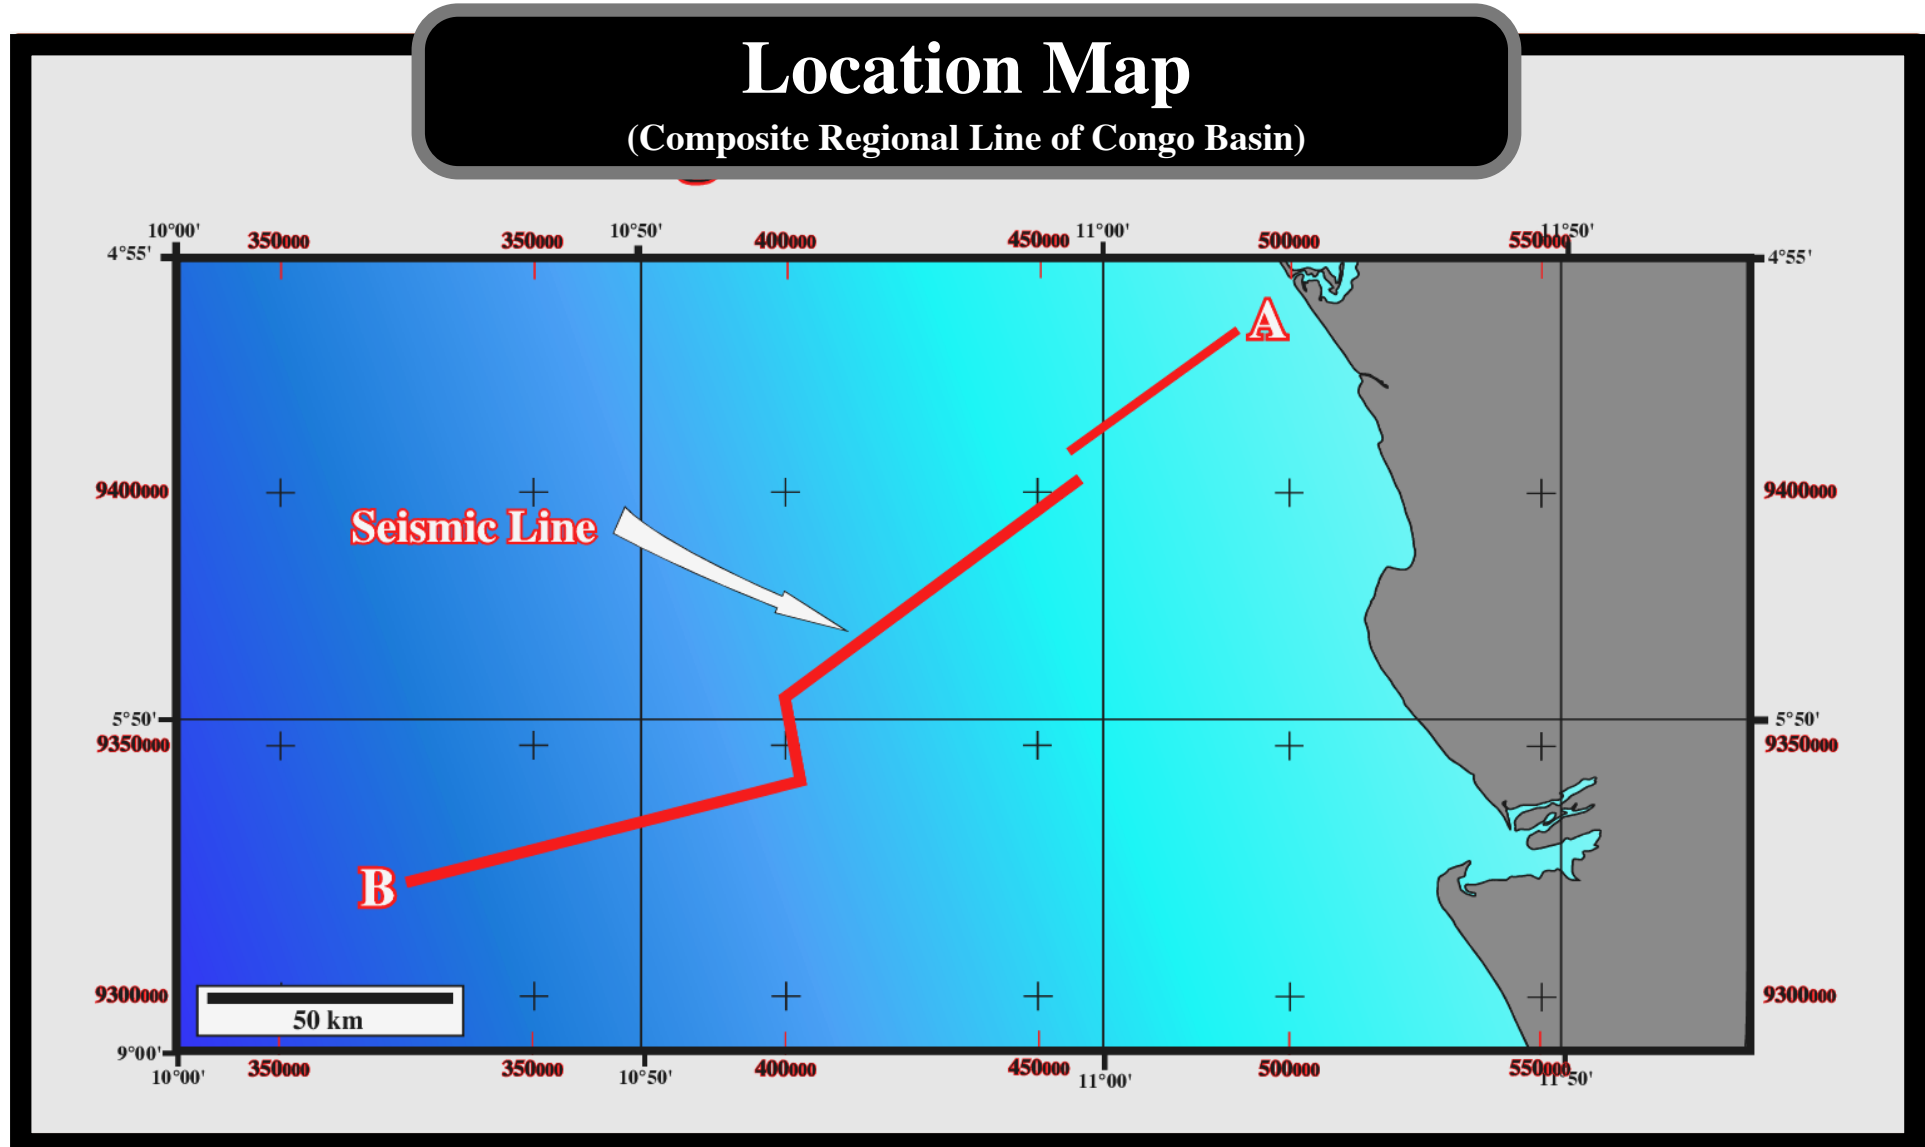 Location Map
(Composite Regional Line of Congo Basin)
10°00' 350000 350000 10°50' 400000 450000 11°00' 500000 550000 11°50'
4°55' 4°55'
A
9400000 9400000
Seismic Line
5°50' 5°50'
9350000 9350000
B
9300000 9300000
50 km
9°00'
10°00' 350000 350000 10°50' 400000 450000 11°00' 500000 550000 11°50'